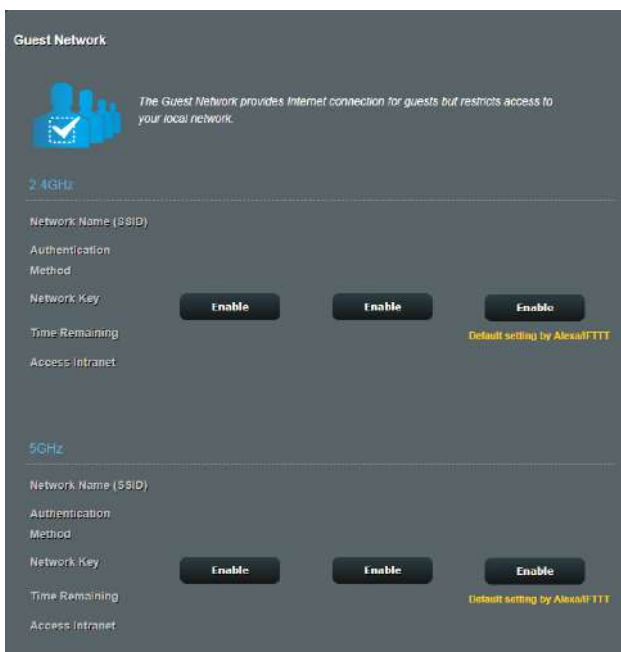 Guest Network
The Guest Network provides Internet connection for guests but restricts access to
your local network.
2.4GHz
Network Name (SSID)
Authentication
Method
Network Key
Enable Enable Enable
Time Remaining
Default setting by Alexa/IFTTT
Access Intranet
5GHz
Network Name (SSID)
Authentication
Method
Network Key
Enable Enable Enable
Time Remaining
Default setting by Alexa/IFTTT
Access Intranet